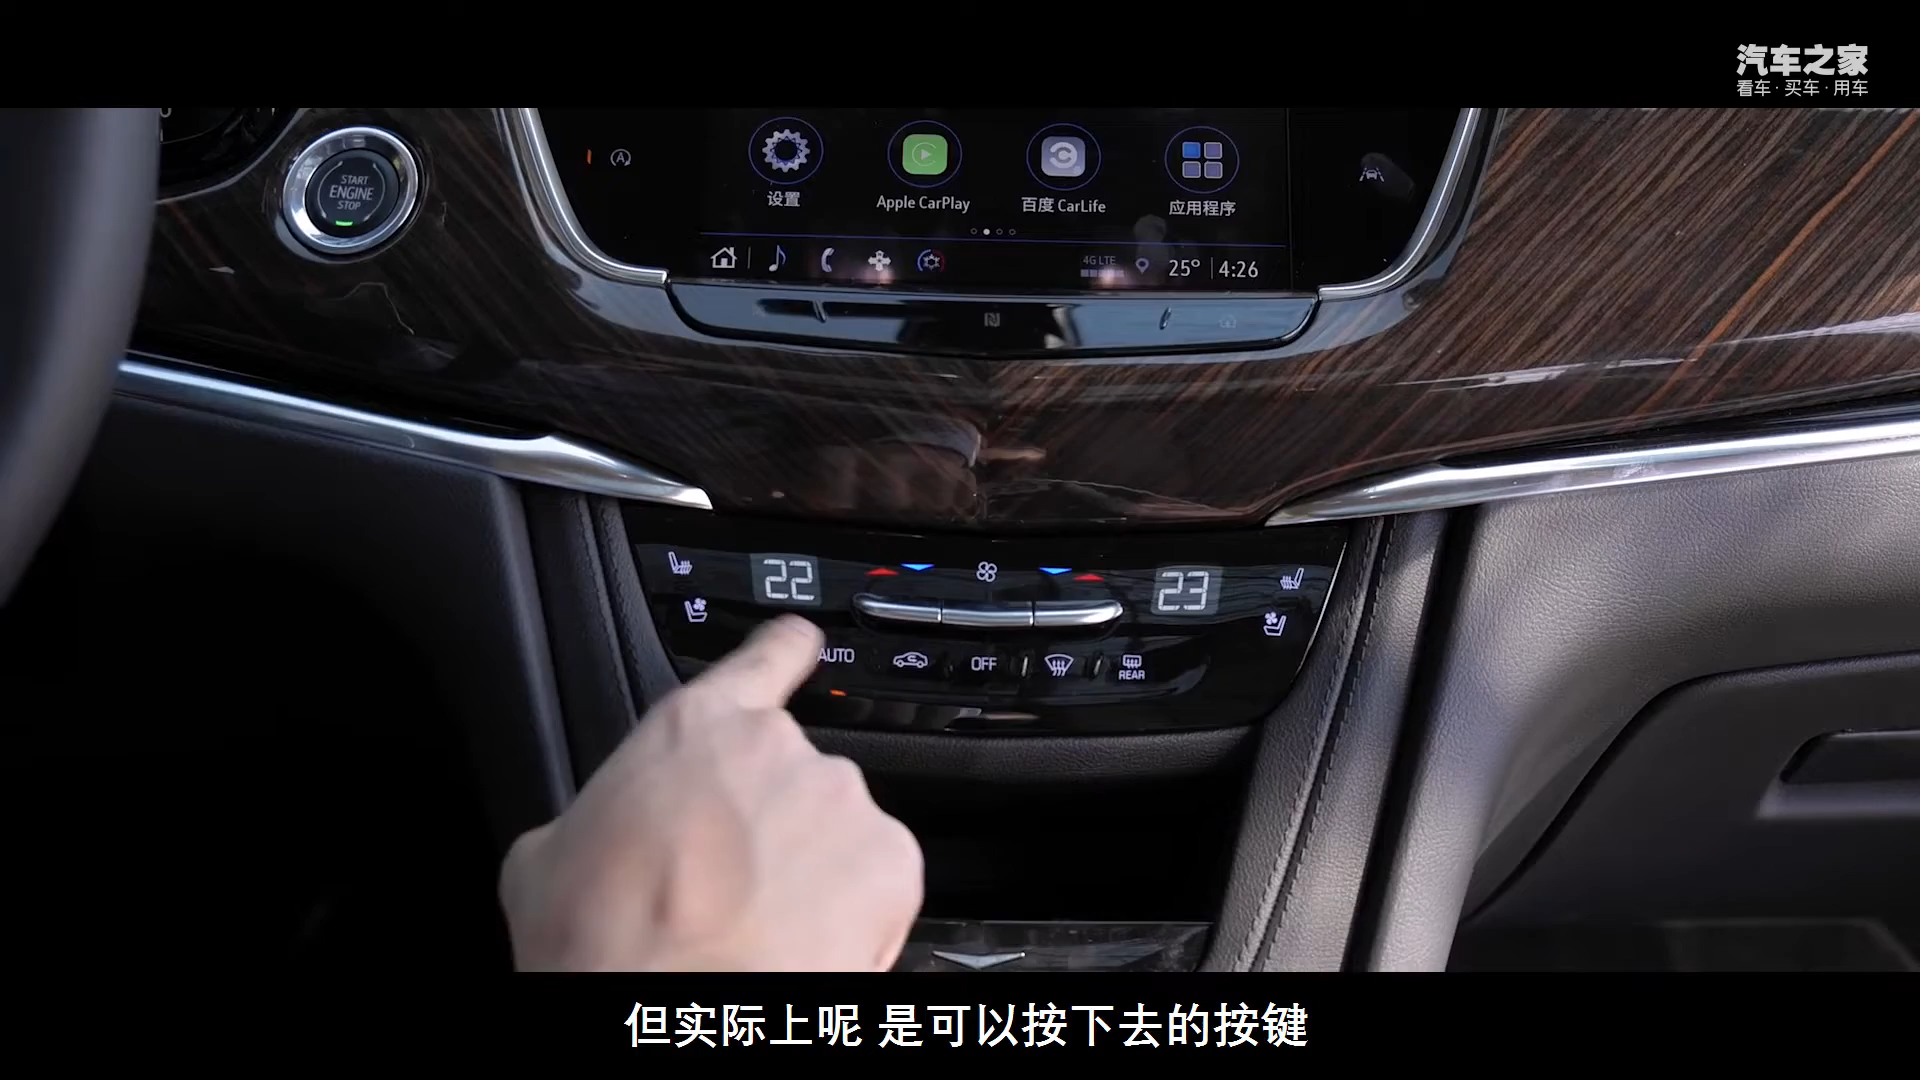 汽车之家
看车·买车·用车
START
ENGINE
STOP
A
设置
Apple CarPlay
百度 CarLife
应用程序
4G LTE
25° 4:26
22
23
AUTO
OFF
REAR
但实际上呢 是可以按下去的按键